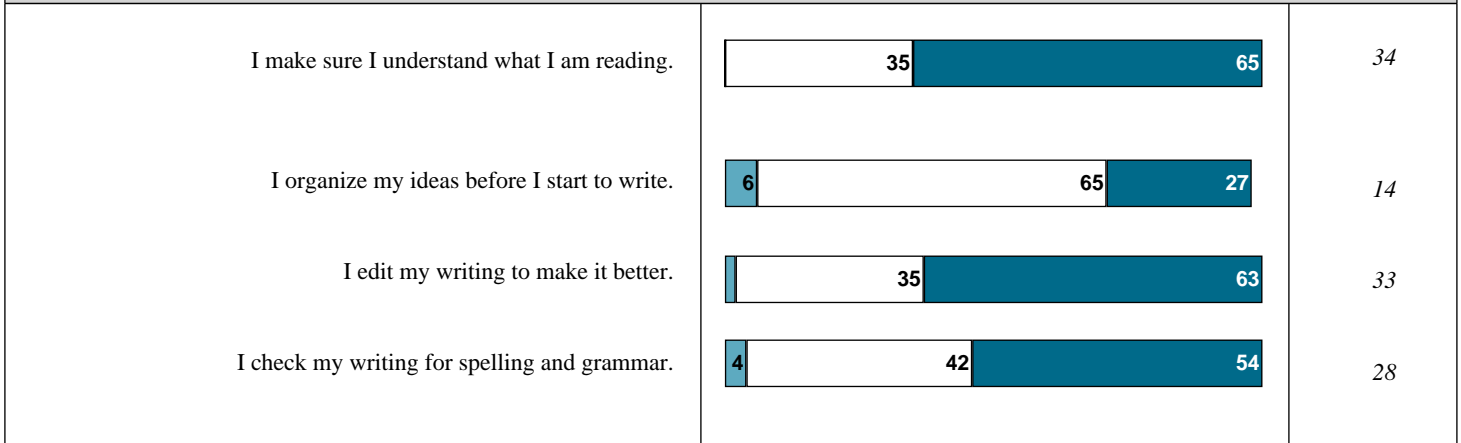 I make sure I understand what I am reading. 35 65 34
I organize my ideas before I start to write. 6 65 27 14
I edit my writing to make it better. 35 63 33
I check my writing for spelling and grammar. 4 42 54 28